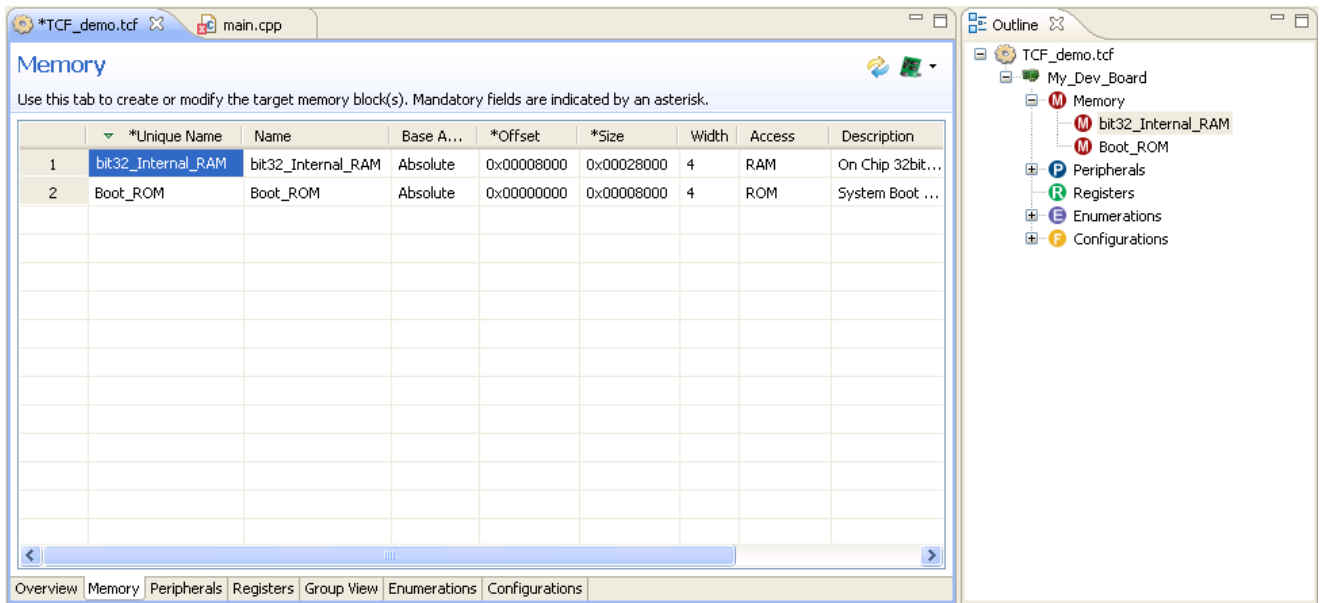 *TCF_demo.tcf main.cpp
Memory
Use this tab to create or modify the target memory block(s). Mandatory fields are indicated by an asterisk.
*Unique Name Name Base A... *Offset *Size Width Access Description
1 bit32_Internal_RAM bit32_Internal_RAM Absolute 0x00008000 0x00028000 4 RAM On Chip 32bit...
2 Boot_ROM Boot_ROM Absolute 0x00000000 0x00008000 4 ROM System Boot ...
Overview Memory Peripherals Registers Group View Enumerations Configurations
Outline
TCF_demo.tcf
My_Dev_Board
M Memory
M bit32_Internal_RAM
M Boot_ROM
P Peripherals
R Registers
E Enumerations
F Configurations